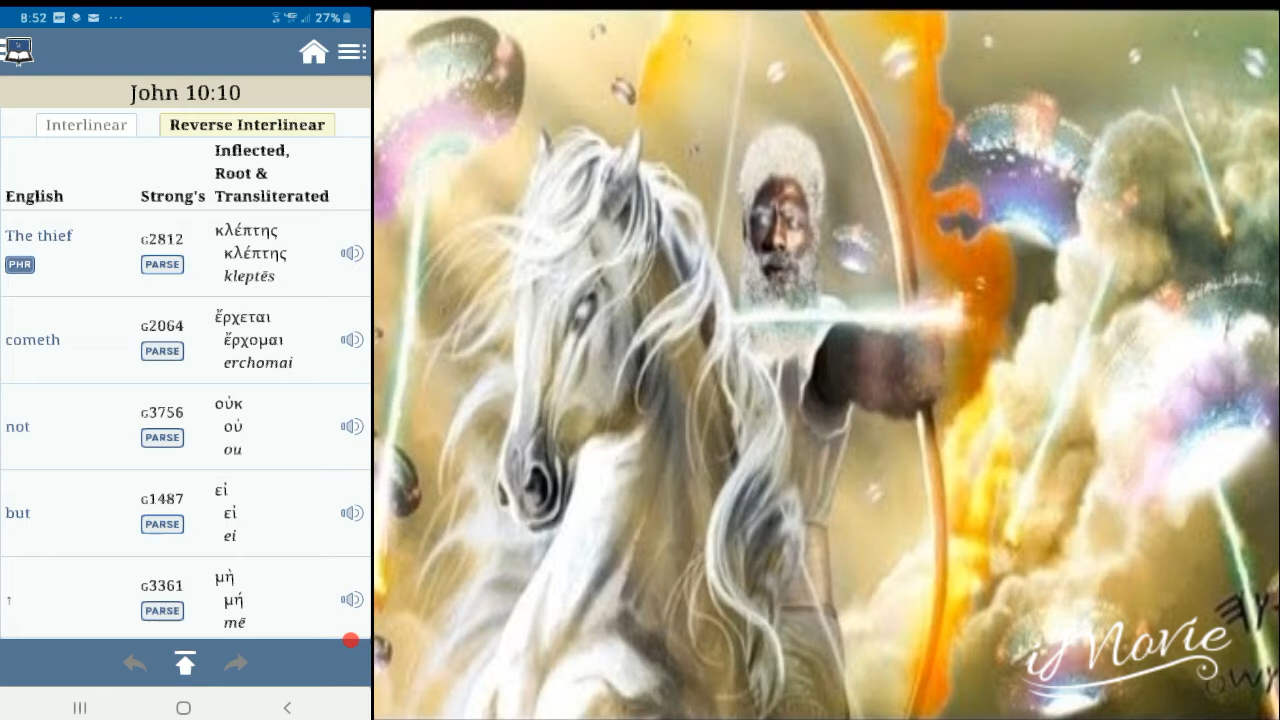 8:52 27%
John 10:10
Interlinear Reverse Interlinear
English Strong's Inflected, Root & Transliterated
The thief G2812 κλέπτης
PHR PARSE κλέπτης
kleptēs
cometh G2064 ἔρχεται
PARSE ἔρχομαι
erchomai
not G3756 οὐκ
PARSE οὐ
ou
but G1487 εἰ
PARSE εἰ
ei
↑ G3361 μὴ
PARSE μή
mē
iMovie